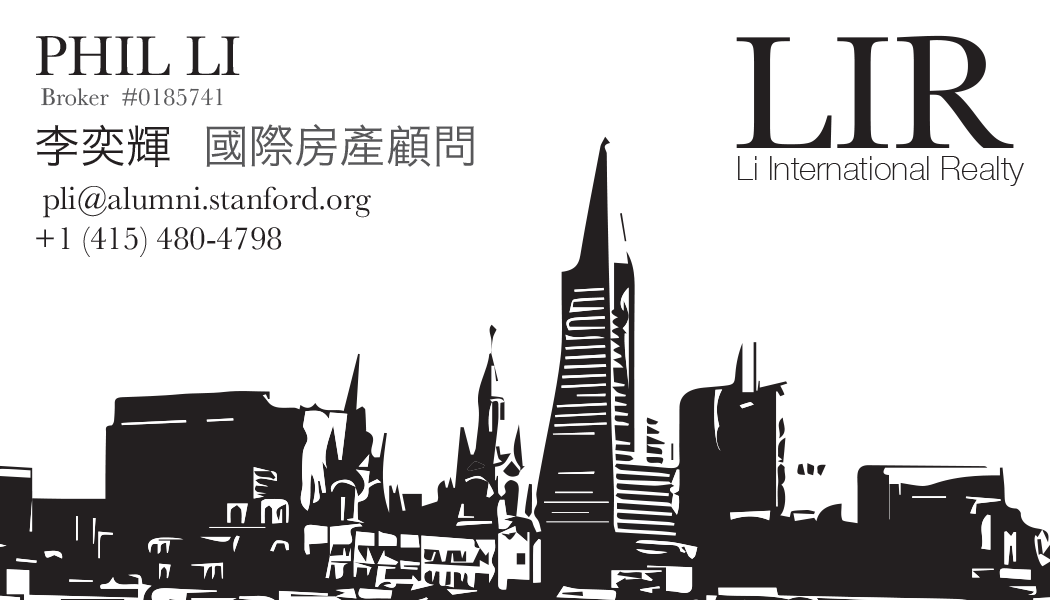 PHIL LI
Broker #0185741
李奕輝 國際房產顧問
pli@alumni.stanford.org
+1 (415) 480-4798
LIR
Li International Realty